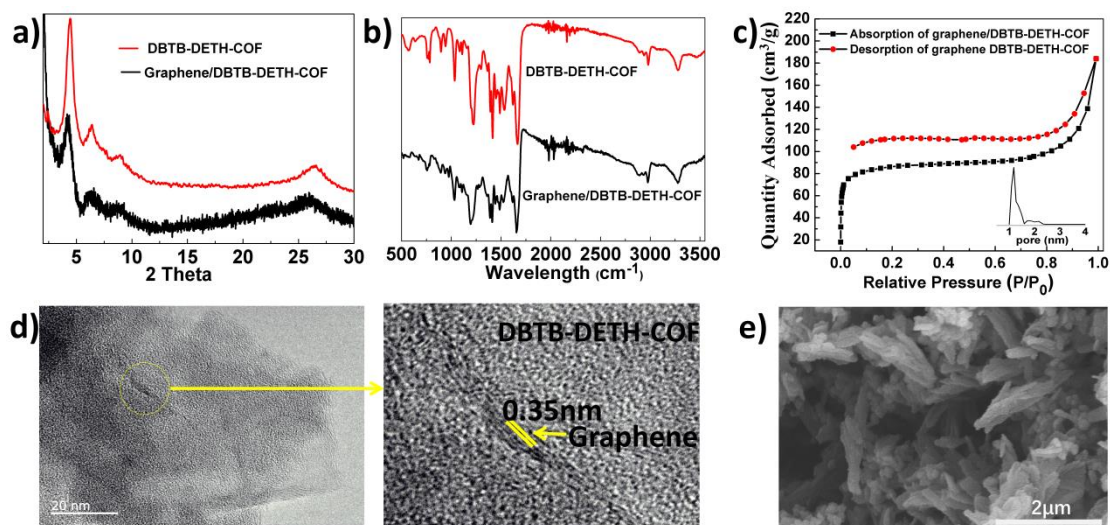 a)
DBTB-DETH-COF
Graphene/DBTB-DETH-COF
5 10 15 20 25 30
2 Theta
b)
DBTB-DETH-COF
Graphene/DBTB-DETH-COF
500 1000 1500 2000 2500 3000 3500
Wavelength (cm-1)
c)
Quantity Adsorbed (cm3/g)
220
200
180
160
140
120
100
80
60
40
20
Absorption of graphene/DBTB-DETH-COF
Desorption of graphene DBTB-DETH-COF
1 2 3 4
pore (nm)
0.0 0.2 0.4 0.6 0.8 1.0
Relative Pressure (P/P0)
d)
20 nm
DBTB-DETH-COF
0.35nm
Graphene
e)
2μm